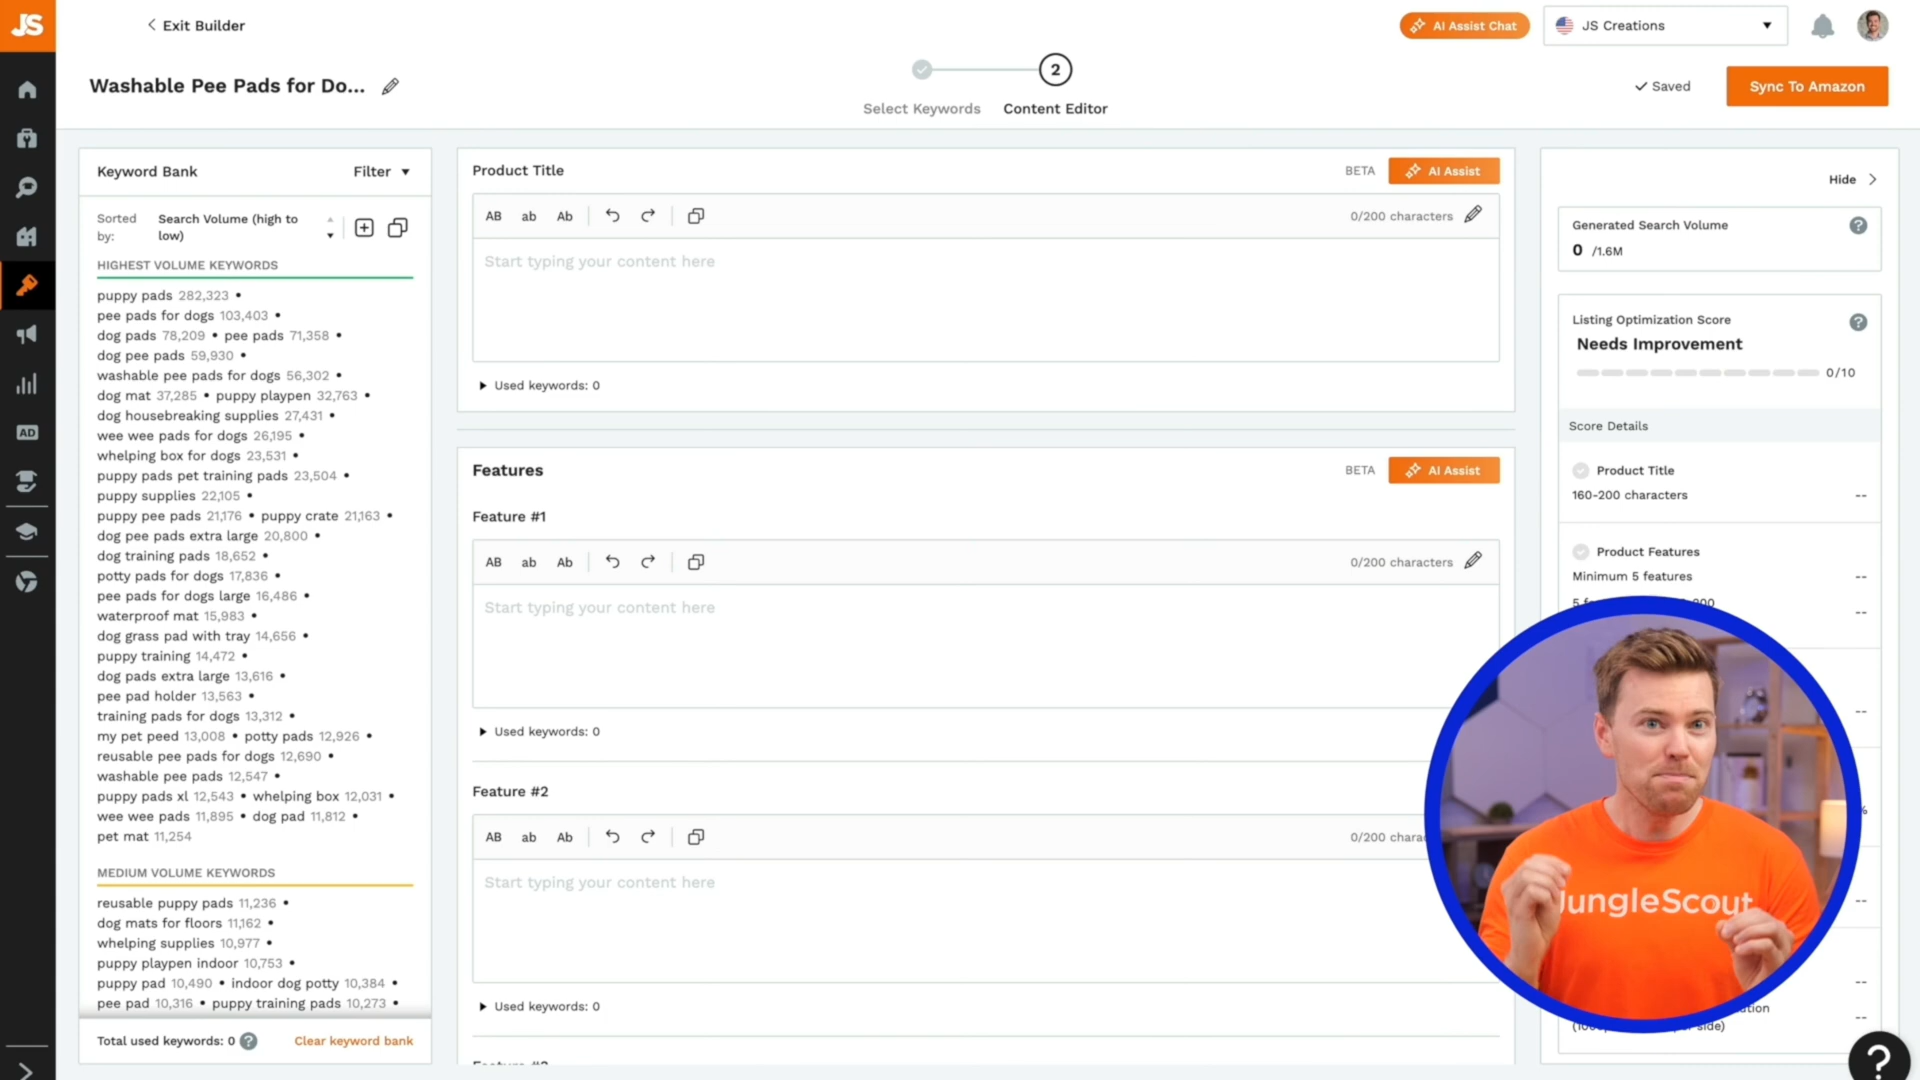 JS
Exit Builder
AI Assist Chat
JS Creations
Washable Pee Pads for Do...
2
Select Keywords
Content Editor
Saved
Sync To Amazon
AD
Keyword Bank
Filter
Sorted by:
Search Volume (high to low)
HIGHEST VOLUME KEYWORDS
puppy pads 282,323 •
pee pads for dogs 103,403 •
dog pads 78,209 • pee pads 71,358 •
dog pee pads 59,930 •
washable pee pads for dogs 56,302 •
dog mat 37,285 • puppy playpen 32,763 •
dog housebreaking supplies 27,431 •
wee wee pads for dogs 26,195 •
whelping box for dogs 23,531 •
puppy pads pet training pads 23,504 •
puppy supplies 22,105 •
puppy pee pads 21,176 • puppy crate 21,163 •
dog pee pads extra large 20,800 •
dog training pads 18,652 •
potty pads for dogs 17,836 •
pee pads for dogs large 16,486 •
waterproof mat 15,983 •
dog grass pad with tray 14,656 •
puppy training 14,472 •
dog pads extra large 13,616 •
pee pad holder 13,563 •
training pads for dogs 13,312 •
my pet peed 13,008 • potty pads 12,926 •
reusable pee pads for dogs 12,690 •
washable pee pads 12,547 •
puppy pads xl 12,543 • whelping box 12,031 •
wee wee pads 11,895 • dog pad 11,812 •
pet mat 11,254
MEDIUM VOLUME KEYWORDS
reusable puppy pads 11,236 •
dog mats for floors 11,162 •
whelping supplies 10,977 •
puppy playpen indoor 10,753 •
puppy pad 10,490 • indoor dog potty 10,384 •
pee pad 10,316 • puppy training pads 10,273 •
Total used keywords: 0 ?
Clear keyword bank
Product Title
BETA
AI Assist
AB ab Ab
0/200 characters
Start typing your content here
Used keywords: 0
Features
BETA
AI Assist
Feature #1
AB ab Ab
0/200 characters
Start typing your content here
Used keywords: 0
Feature #2
AB ab Ab
0/200
Start typing your content here
Used keywords: 0
Hide
Generated Search Volume ?
0 /1.6M
Listing Optimization Score ?
Needs Improvement
0/10
Score Details
Product Title
160-200 characters --
Product Features
Minimum 5 features --
--
--
--
--
--
side)
JungleScout
?